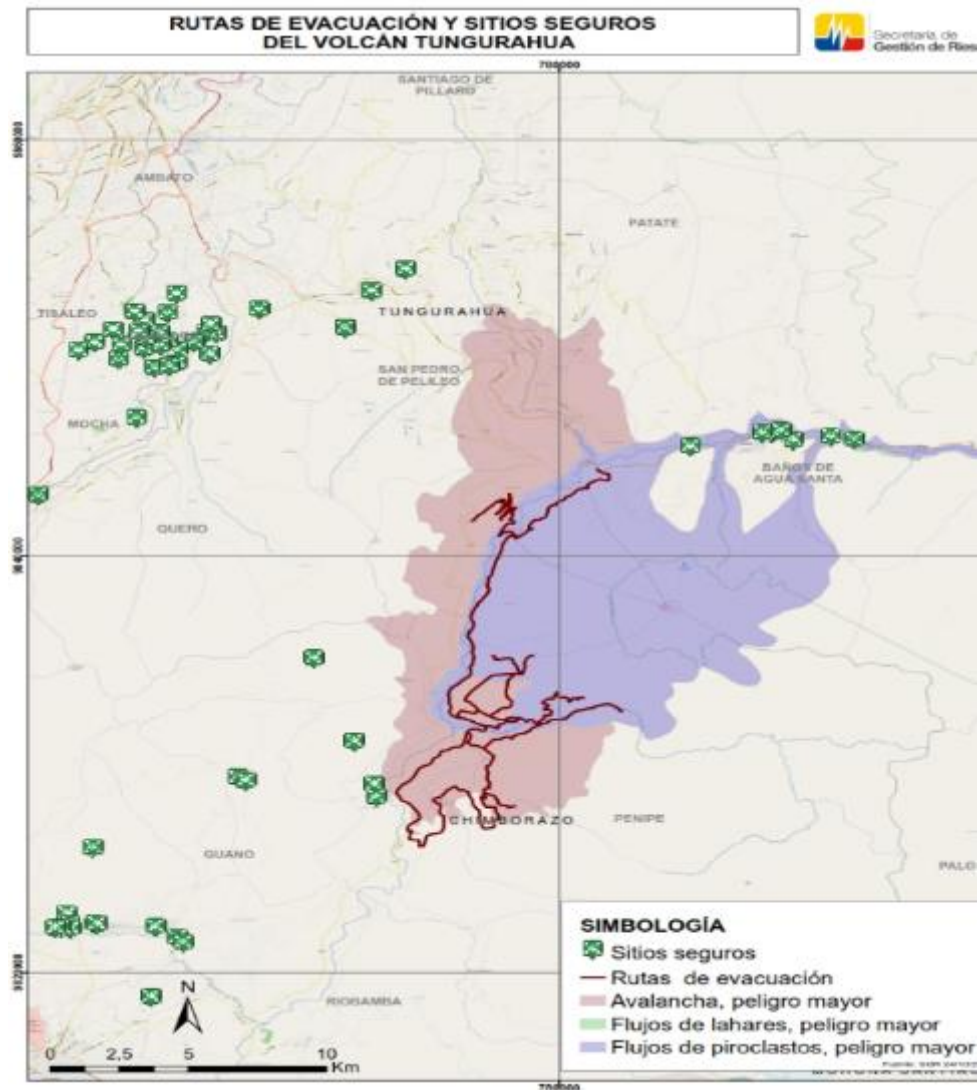 RUTAS DE EVACUACIÓN Y SITIOS SEGUROS
DEL VOLCÁN TUNGURAHUA
Secretaría de
Gestión de Ries
SANTIAGO DE
PILLARO
AMBATO
PATATE
TISALEO
TUNGURAHUA
SAN PEDRO
DE PELILEO
MOCHA
BAÑOS DE
AGUA SANTA
QUERO
CHIMBORAZO
PENIPE
GUANO
PALO
RIOBAMBA
N
0 2,5 5 10
Km
SIMBOLOGÍA
Sitios seguros
Rutas de evacuación
Avalancha, peligro mayor
Flujos de lahares, peligro mayor
Flujos de piroclastos, peligro mayor